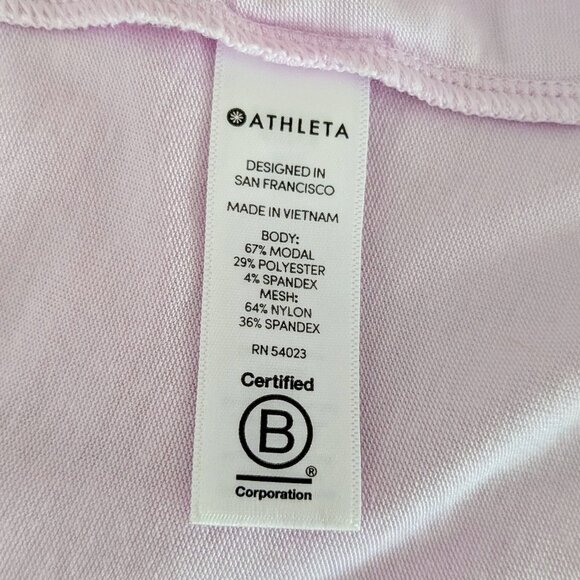 ATHLETA
DESIGNED IN
SAN FRANCISCO
MADE IN VIETNAM
BODY:
67% MODAL
29% POLYESTER
4% SPANDEX
MESH:
64% NYLON
36% SPANDEX
RN 54023
Certified
B
®
Corporation